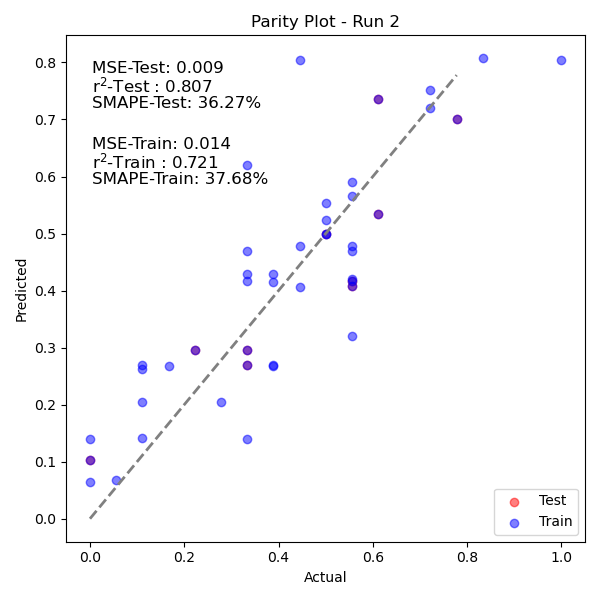 Parity Plot - Run 2
MSE-Test: 0.009
r²-Test : 0.807
SMAPE-Test: 36.27%
MSE-Train: 0.014
r²-Train : 0.721
SMAPE-Train: 37.68%
0.8
0.7
0.6
0.5
0.4
0.3
0.2
0.1
0.0
Predicted
Test
Train
0.0 0.2 0.4 0.6 0.8 1.0
Actual